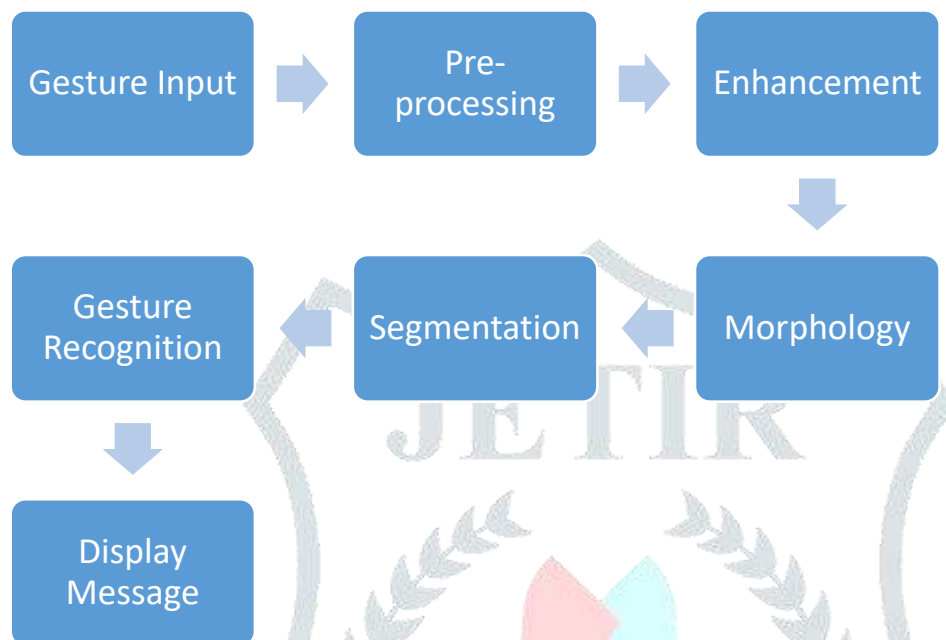 Gesture Input
Pre-
processing
Enhancement
Morphology
Segmentation
Gesture
Recognition
Display
Message
JETIR